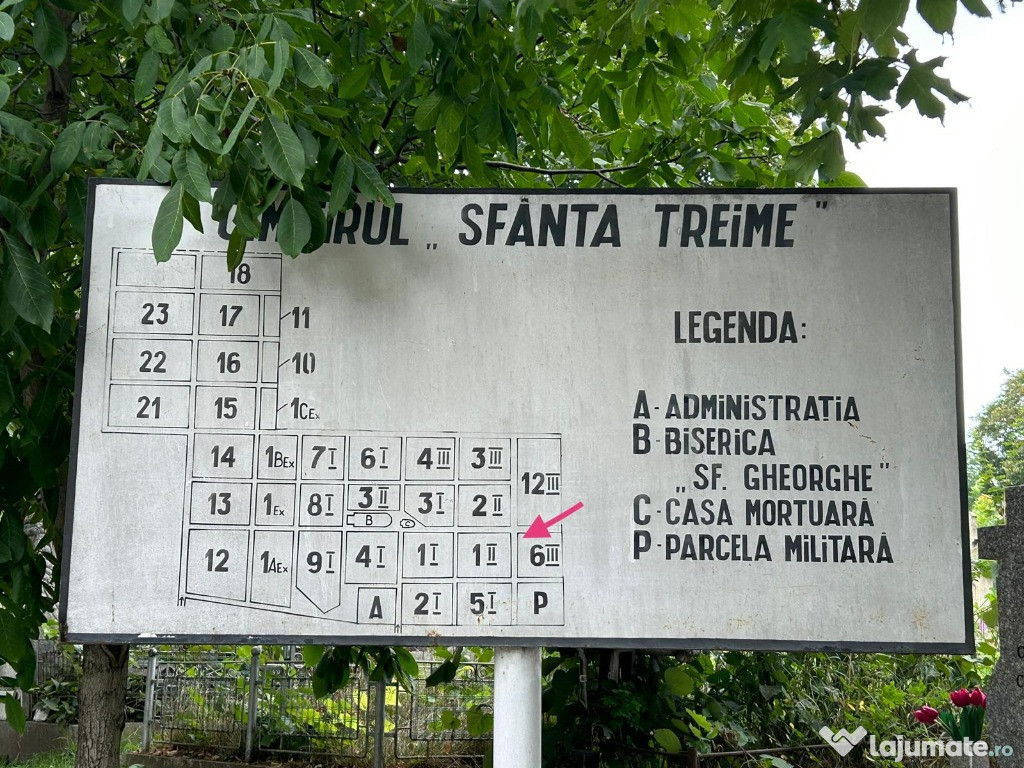 CIMITIRUL „SFÂNTA TREIME"
18
23 17 11
22 16 10
21 15 1CEx
14 1BEx 7I 6I 4III 3III
12III
13 1Ex 8I 3II 3I 2II
B C
12 1AEx 9I 4I 1I 1II 6III
A 2I 5I P
LEGENDA:
A - ADMINISTRAȚIA
B - BISERICA
„SF. GHEORGHE"
C - CASA MORTUARĂ
P - PARCELA MILITARĂ
lajumate.ro